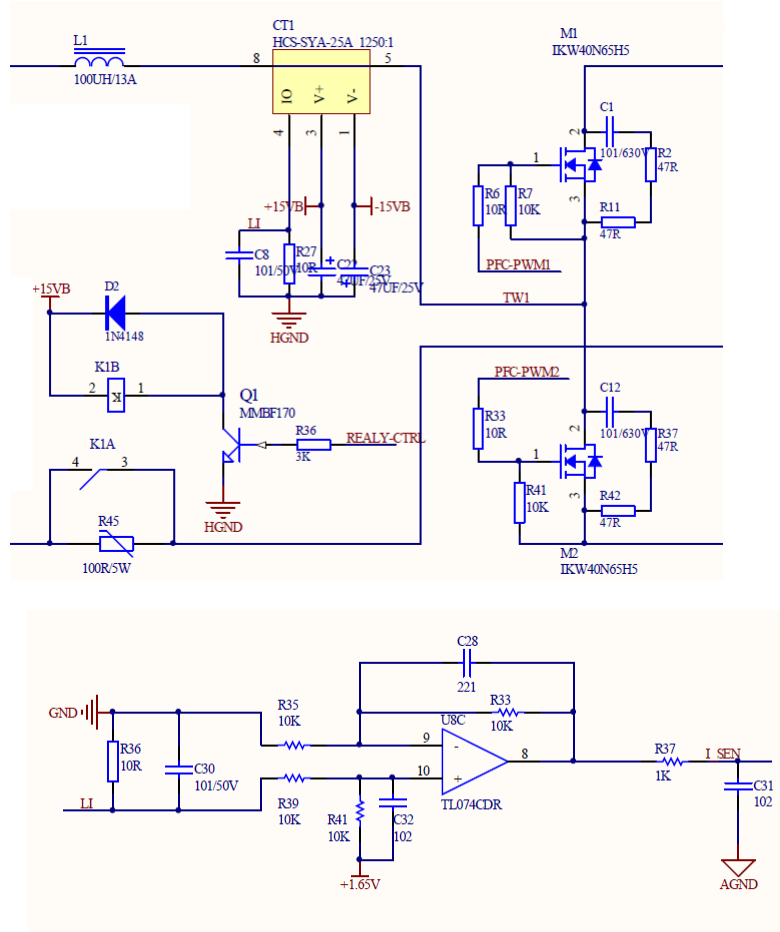 CT1
L1
HCS-SYA-25A 1250:1
M1
IKW40N65H5
8
5
100UH/13A
IO
V+
V-
4
3
1
C1
2
1
101/630V
R2
47R
3
R6
10R
R7
10K
R11
47R
+15VB
-15VB
LI
C8
101/50V
R27
10R
C22
47UF/25V
C23
47UF/25V
PFC-PWM1
TW1
HGND
+15VB
D2
1N4148
K1B
2
1
K
Q1
MMBF170
PFC-PWM2
R33
10R
C12
2
101/630V
R37
47R
R36
3K
REALY-CTRL
K1A
4
3
1
R41
10K
3
R42
47R
HGND
R45
100R/5W
M2
IKW40N65H5
C28
221
GND
R35
10K
R33
10K
U8C
R36
10R
C30
101/50V
9
-
8
R37
1K
I_SEN
10
+
LI
R39
10K
R41
10K
C32
102
TL074CDR
C31
102
+1.65V
AGND